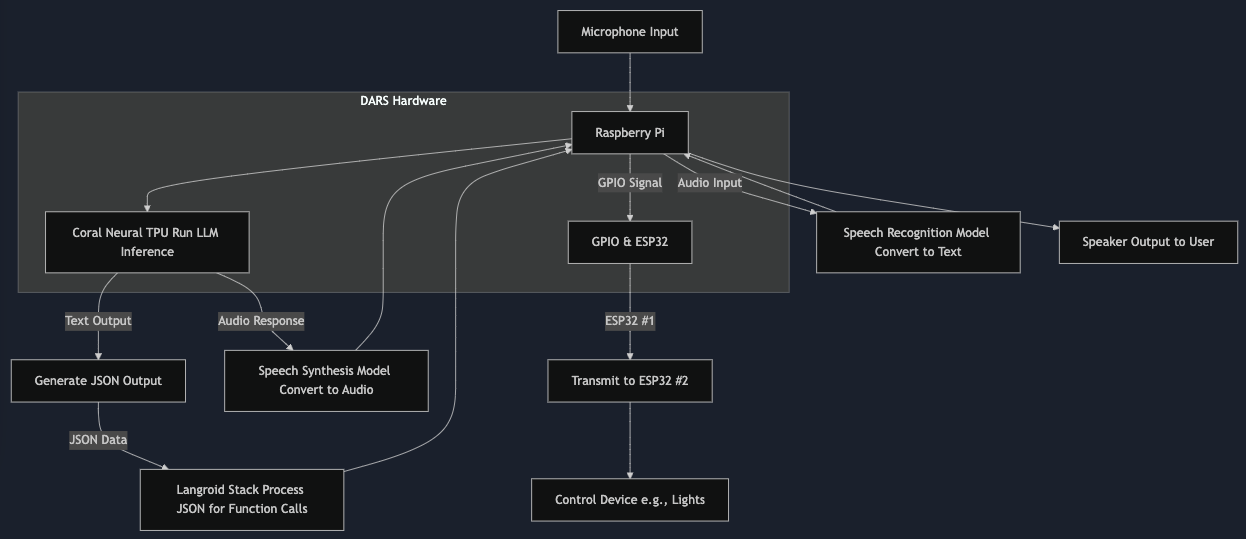 Microphone Input
DARS Hardware
Raspberry Pi
GPIO Signal
Audio Input
Coral Neural TPU Run LLM
Inference
GPIO & ESP32
Speech Recognition Model
Convert to Text
Speaker Output to User
Text Output
Audio Response
ESP32 #1
Generate JSON Output
Speech Synthesis Model
Convert to Audio
Transmit to ESP32 #2
JSON Data
Langroid Stack Process
JSON for Function Calls
Control Device e.g., Lights